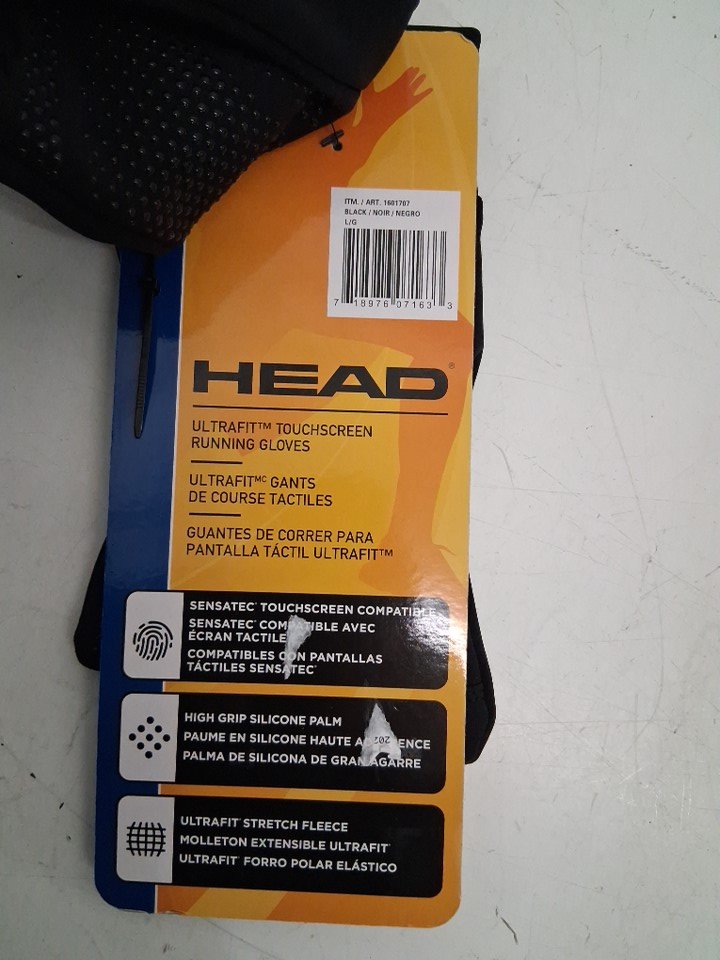 ITM. / ART. 1601707
BLACK / NOIR / NEGRO
L/G
7 18976 07163 3
HEAD®
ULTRAFIT™ TOUCHSCREEN
RUNNING GLOVES
ULTRAFIT MC GANTS
DE COURSE TACTILES
GUANTES DE CORRER PARA
PANTALLA TÁCTIL ULTRAFIT™
SENSATEC TOUCHSCREEN COMPATIBLE
SENSATEC COMPATIBLE AVEC
ÉCRAN TACTILE
COMPATIBLES CON PANTALLAS
TÁCTILES SENSATEC
HIGH GRIP SILICONE PALM
PAUME EN SILICONE HAUTE
PALMA DE SILICONA DE GRAN AGARRE
ULTRAFIT STRETCH FLEECE
MOLLETON EXTENSIBLE ULTRAFIT
ULTRAFIT FORRO POLAR ELÁSTICO